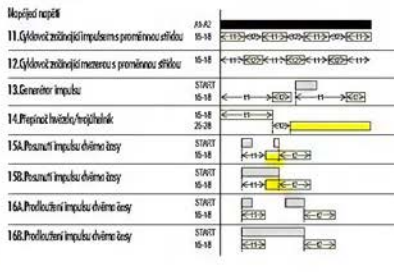 Napájecí napětí A1-A2
11.Cyklovač začínající impulsem s proměnnou střídou 15-18
12.Cyklovač začínající mezerou s proměnnou střídou 15-18
13.Generátor impulsu START
15-18
14.Přepínač hvězda/trojúhelník 15-18
25-28
15A.Posunutí impulsu dvěma časy START
15-18
15B.Posunutí impulsu dvěma časy START
15-18
16A.Prodloužení impulsu dvěma časy START
15-18
16B.Prodloužení impulsu dvěma časy START
15-18